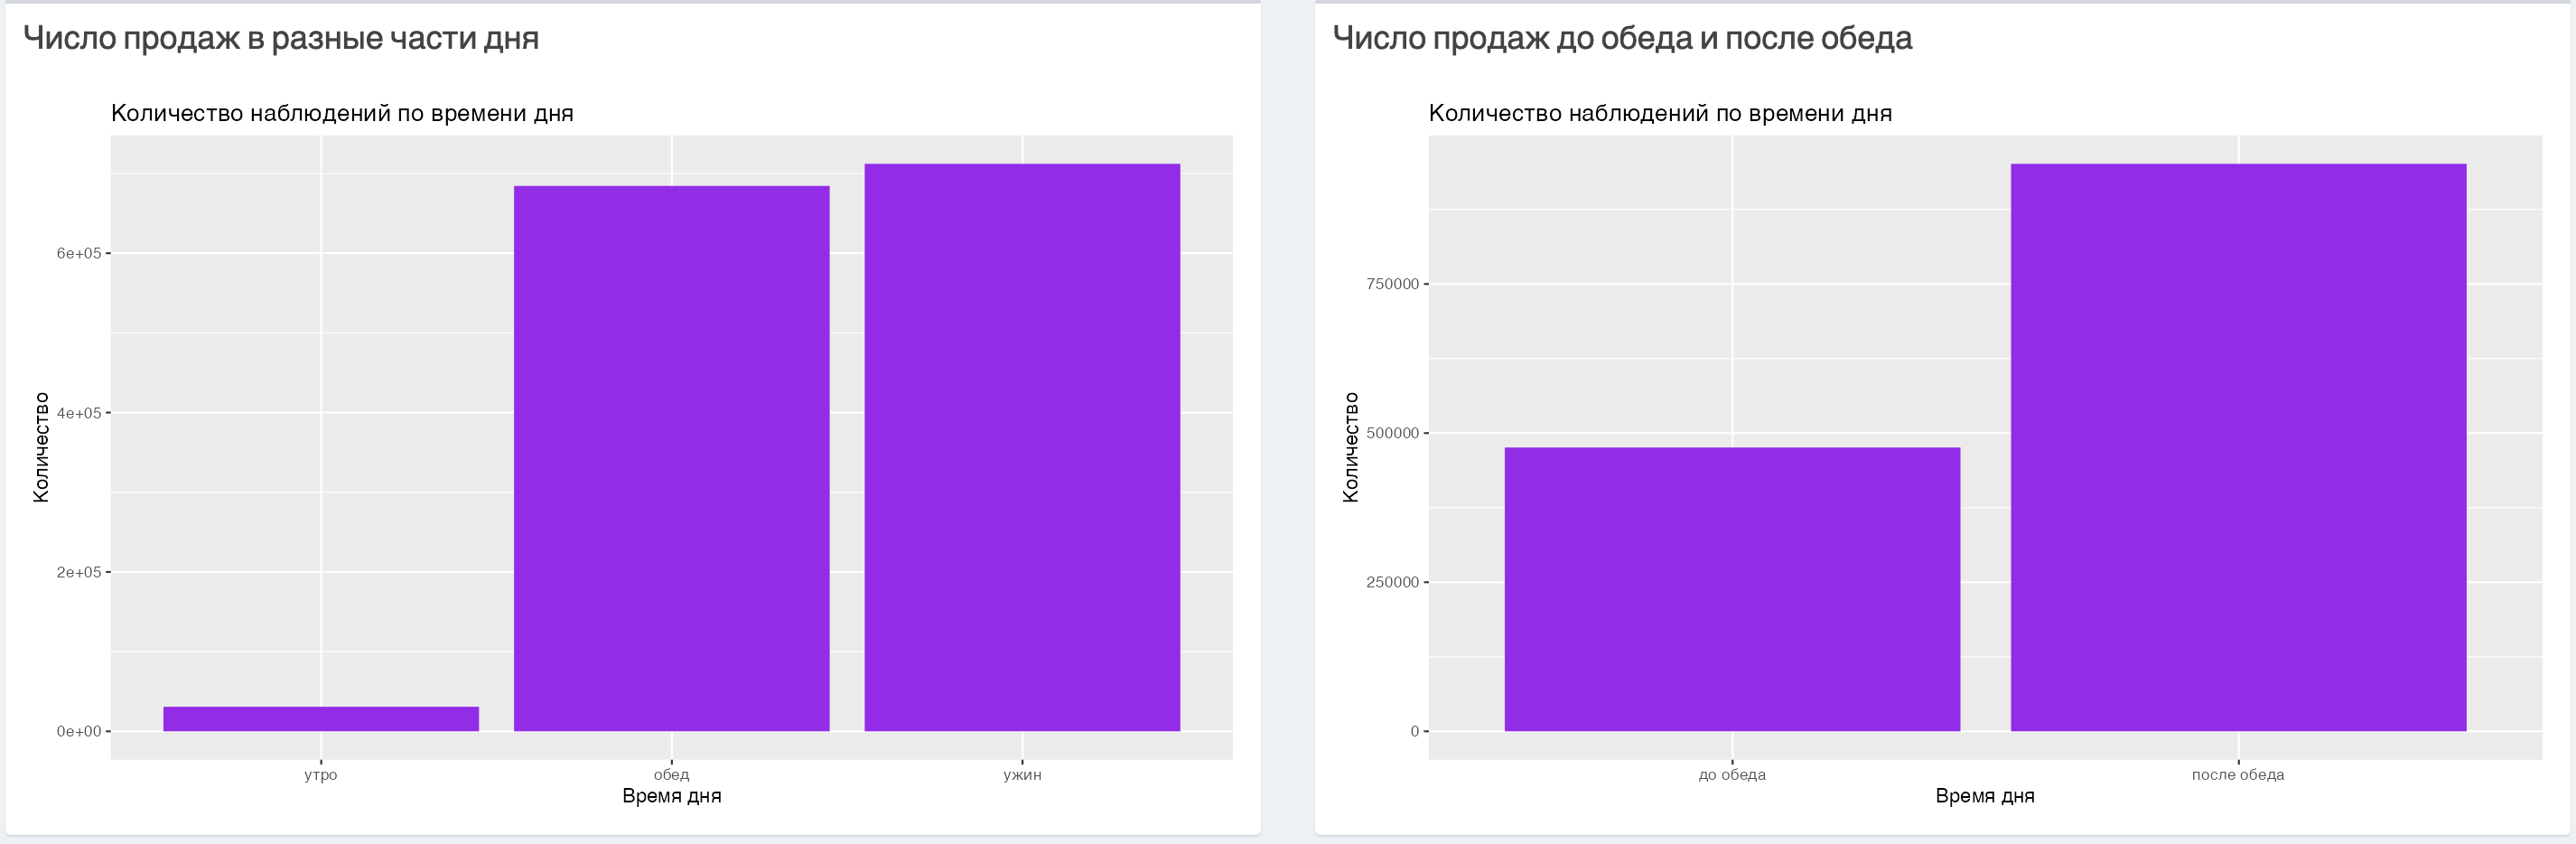 Число продаж в разные части дня
Количество наблюдений по времени дня
Количество
6e+05
4e+05
2e+05
0e+00
утро
обед
ужин
Время дня
Число продаж до обеда и после обеда
Количество наблюдений по времени дня
Количество
750000
500000
250000
0
до обеда
после обеда
Время дня